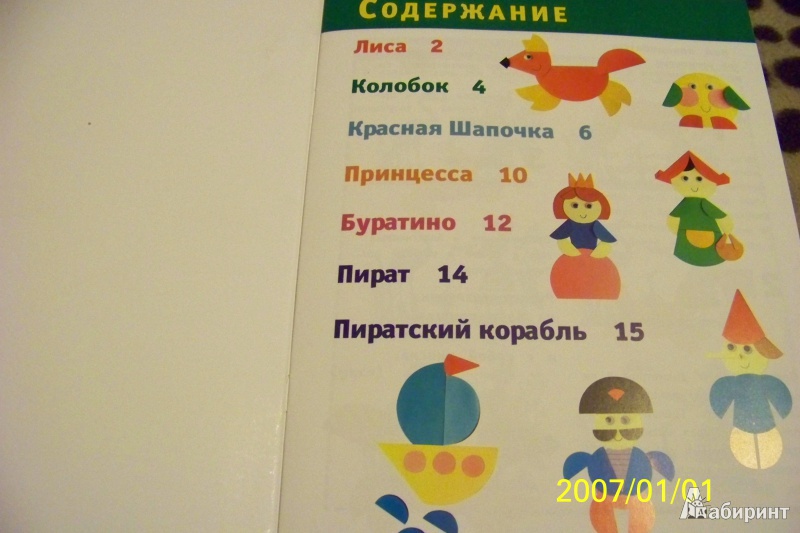 СОДЕРЖАНИЕ
Лиса 2
Колобок 4
Красная Шапочка 6
Принцесса 10
Буратино 12
Пират 14
Пиратский корабль 15
2007/01/01
Лабиринт